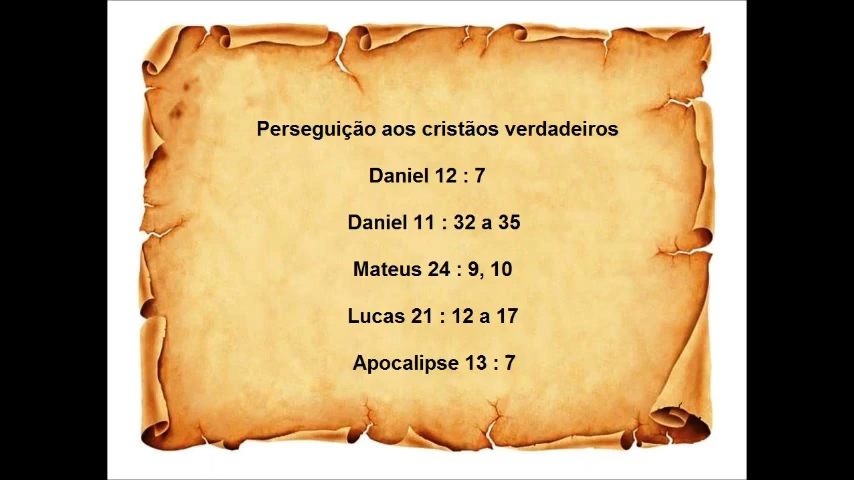 Perseguição aos cristãos verdadeiros
Daniel 12 : 7
Daniel 11 : 32 a 35
Mateus 24 : 9, 10
Lucas 21 : 12 a 17
Apocalipse 13 : 7